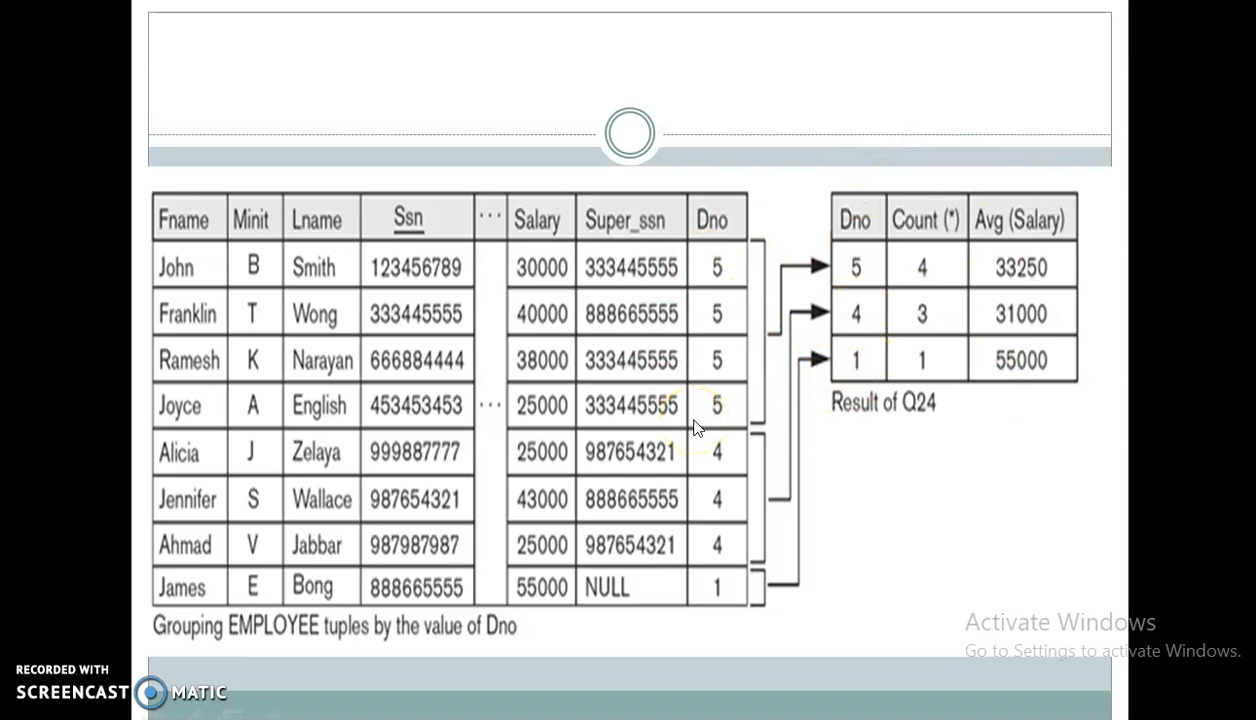 Fname Minit Lname Ssn ... Salary Super_ssn Dno
John B Smith 123456789 30000 333445555 5
Franklin T Wong 333445555 40000 888665555 5
Ramesh K Narayan 666884444 38000 333445555 5
Joyce A English 453453453 ... 25000 333445555 5
Alicia J Zelaya 999887777 25000 987654321 4
Jennifer S Wallace 987654321 43000 888665555 4
Ahmad V Jabbar 987987987 25000 987654321 4
James E Bong 888665555 55000 NULL 1
Grouping EMPLOYEE tuples by the value of Dno
Dno Count (*) Avg (Salary)
5 4 33250
4 3 31000
1 1 55000
Result of Q24
Activate Windows
Go to Settings to activate Windows.
RECORDED WITH
SCREENCAST MATIC